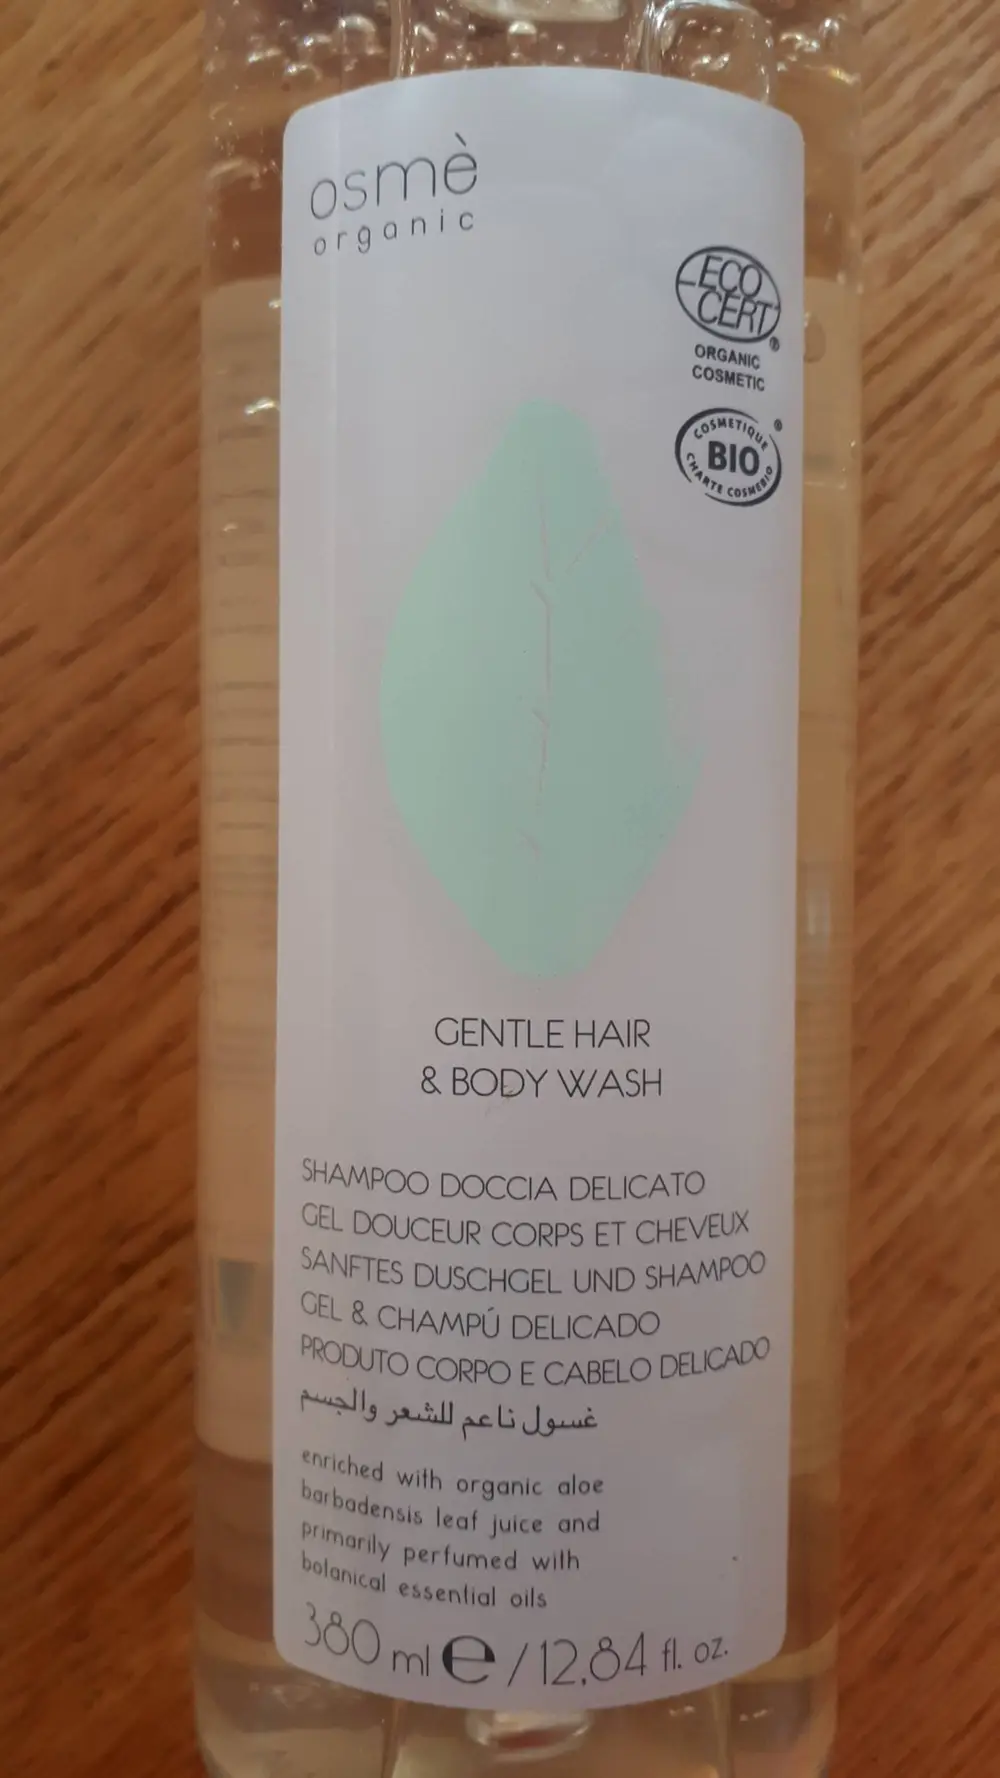 osmè
organic
ECO
CERT®
ORGANIC
COSMETIC
COSMETIQUE ®
BIO
CHARTE COSMEBIO
GENTLE HAIR
& BODY WASH
SHAMPOO DOCCIA DELICATO
GEL DOUCEUR CORPS ET CHEVEUX
SANFTES DUSCHGEL UND SHAMPOO
GEL & CHAMPÚ DELICADO
PRODUTO CORPO E CABELO DELICADO
غسول ناعم للشعر والجسم
enriched with organic aloe
barbadensis leaf juice and
primarily perfumed with
botanical essential oils
380 ml ℮ / 12,84 fl. oz.